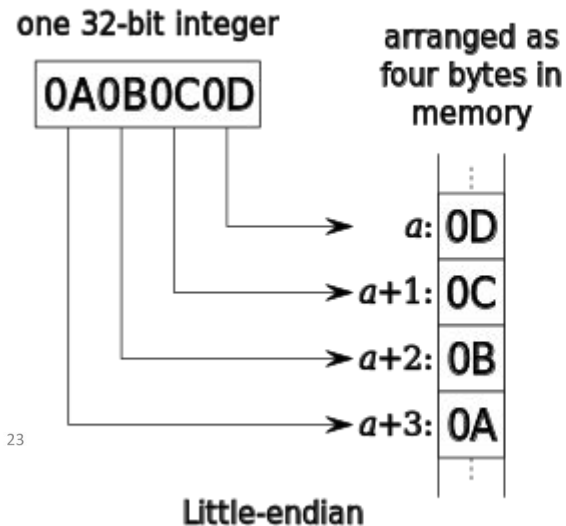 one 32-bit integer
0A0B0C0D
arranged as
four bytes in
memory
a: 0D
a+1: 0C
a+2: 0B
a+3: 0A
23
Little-endian